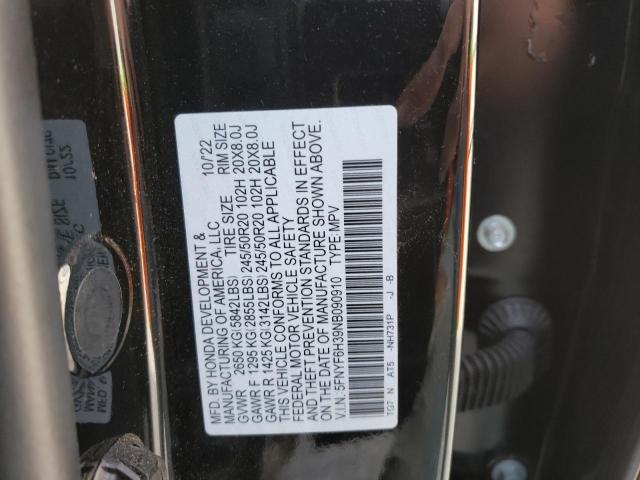 MFD. BY HONDA DEVELOPMENT & 10/22
MANUFACTURING OF AMERICA, LLC TIRE SIZE RIM SIZE
GVWR 2650 KG(5842LBS)
GAWR F 1295 KG(2855LBS) 245/50R20 102H 20X8.0J
GAWR R 1425 KG(3142LBS) 245/50R20 102H 20X8.0J
THIS VEHICLE CONFORMS TO ALL APPLICABLE
FEDERAL MOTOR VEHICLE SAFETY
AND THEFT PREVENTION STANDARDS IN EFFECT
ON THE DATE OF MANUFACTURE SHOWN ABOVE.
V.I.N. 5FNYF6H39NB090910 TYPE:MPV
TG7 N AT5 -NH731P -J -B